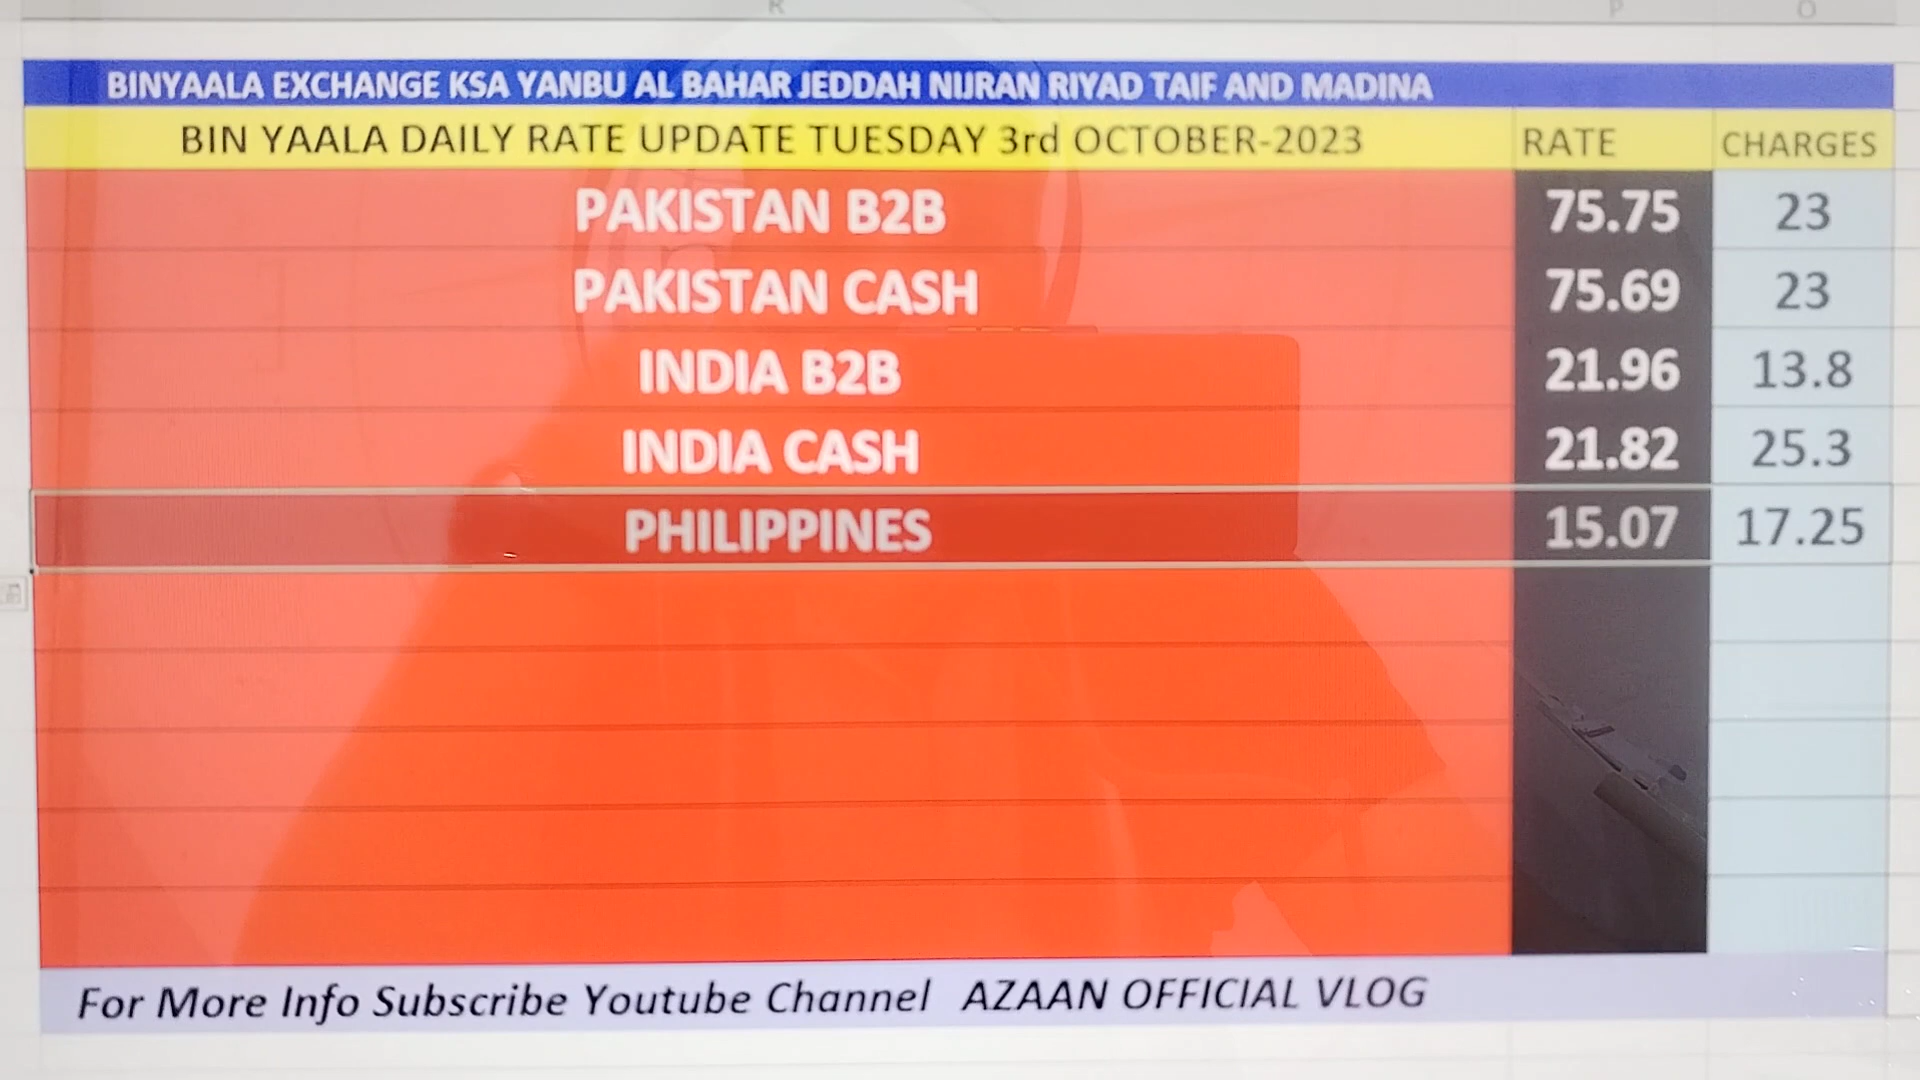 R P O
BINYAALA EXCHANGE KSA YANBU AL BAHAR JEDDAH NIJRAN RIYAD TAIF AND MADINA
BIN YAALA DAILY RATE UPDATE TUESDAY 3rd OCTOBER-2023 RATE CHARGES
PAKISTAN B2B 75.75 23
PAKISTAN CASH 75.69 23
INDIA B2B 21.96 13.8
INDIA CASH 21.82 25.3
PHILIPPINES 15.07 17.25
For More Info Subscribe Youtube Channel AZAAN OFFICIAL VLOG